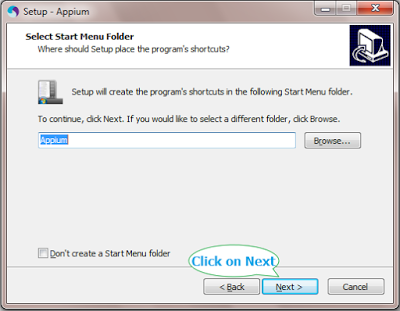 Setup - Appium
Select Start Menu Folder
Where should Setup place the program's shortcuts?
Setup will create the program's shortcuts in the following Start Menu folder.
To continue, click Next. If you would like to select a different folder, click Browse.
Appium
Browse...
Don't create a Start Menu folder
Click on Next
< Back
Next >
Cancel